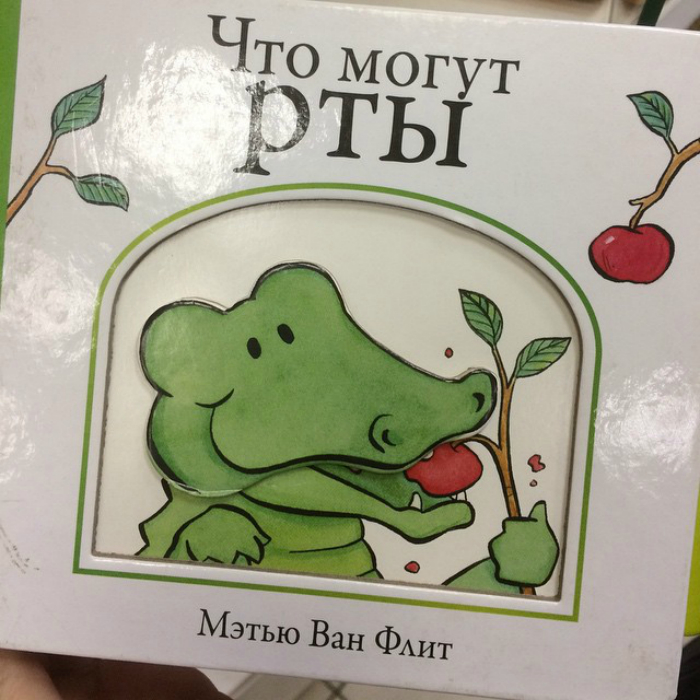 Что могут
рты
Мэтью Ван Флит